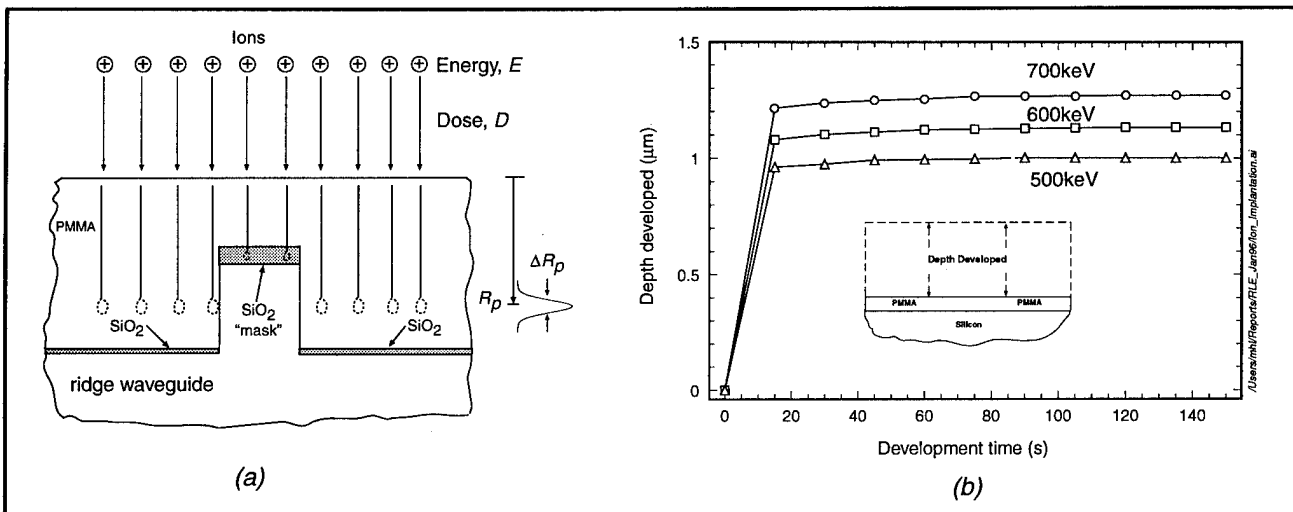 Ions
Energy, E
Dose, D
PMMA
ΔRp
Rp
SiO2
SiO2
"mask"
SiO2
ridge waveguide
(a)
1.5
1
0.5
0
Depth developed (μm)
700keV
600keV
500keV
Depth Developed
PMMA PMMA
Silicon
0 20 40 60 80 100 120 140
Development time (s)
/Users/mhl/Reports/RLE_Jan96/Ion_Implantation.ai
(b)